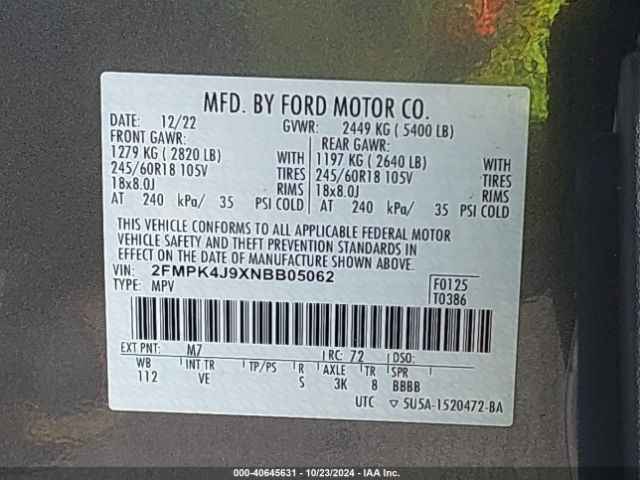 MFD. BY FORD MOTOR CO.
DATE: 12/22 GVWR: 2449 KG ( 5400 LB)
FRONT GAWR: REAR GAWR:
1279 KG ( 2820 LB) WITH 1197 KG ( 2640 LB) WITH
245/60R18 105V TIRES 245/60R18 105V TIRES
18x8.0J RIMS 18x8.0J RIMS
AT 240 kPa/ 35 PSI COLD AT 240 kPa/ 35 PSI COLD
THIS VEHICLE CONFORMS TO ALL APPLICABLE FEDERAL MOTOR
VEHICLE SAFETY AND THEFT PREVENTION STANDARDS IN
EFFECT ON THE DATE OF MANUFACTURE SHOWN ABOVE.
VIN: 2FMPK4J9XNBB05062 F0125
TYPE: MPV T0386
EXT PNT: M7 RC: 72 DSO:
WB INT TR TP/PS R AXLE TR SPR
112 VE S 3K 8 BBBB
UTC ▽ 5U5A-1520472-BA
000-40645631 - 10/23/2024 - IAA Inc.